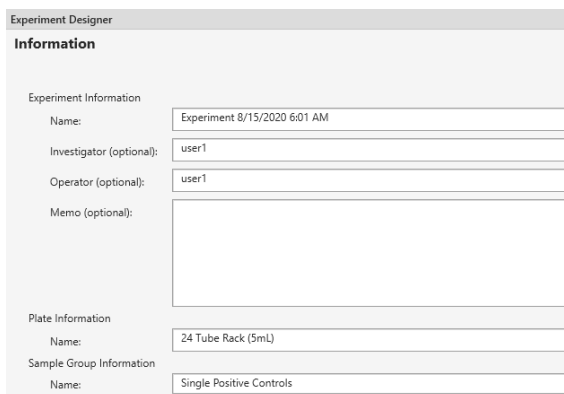 Experiment Designer
Information
Experiment Information
Name: Experiment 8/15/2020 6:01 AM
Investigator (optional): user1
Operator (optional): user1
Memo (optional):
Plate Information
Name: 24 Tube Rack (5mL)
Sample Group Information
Name: Single Positive Controls